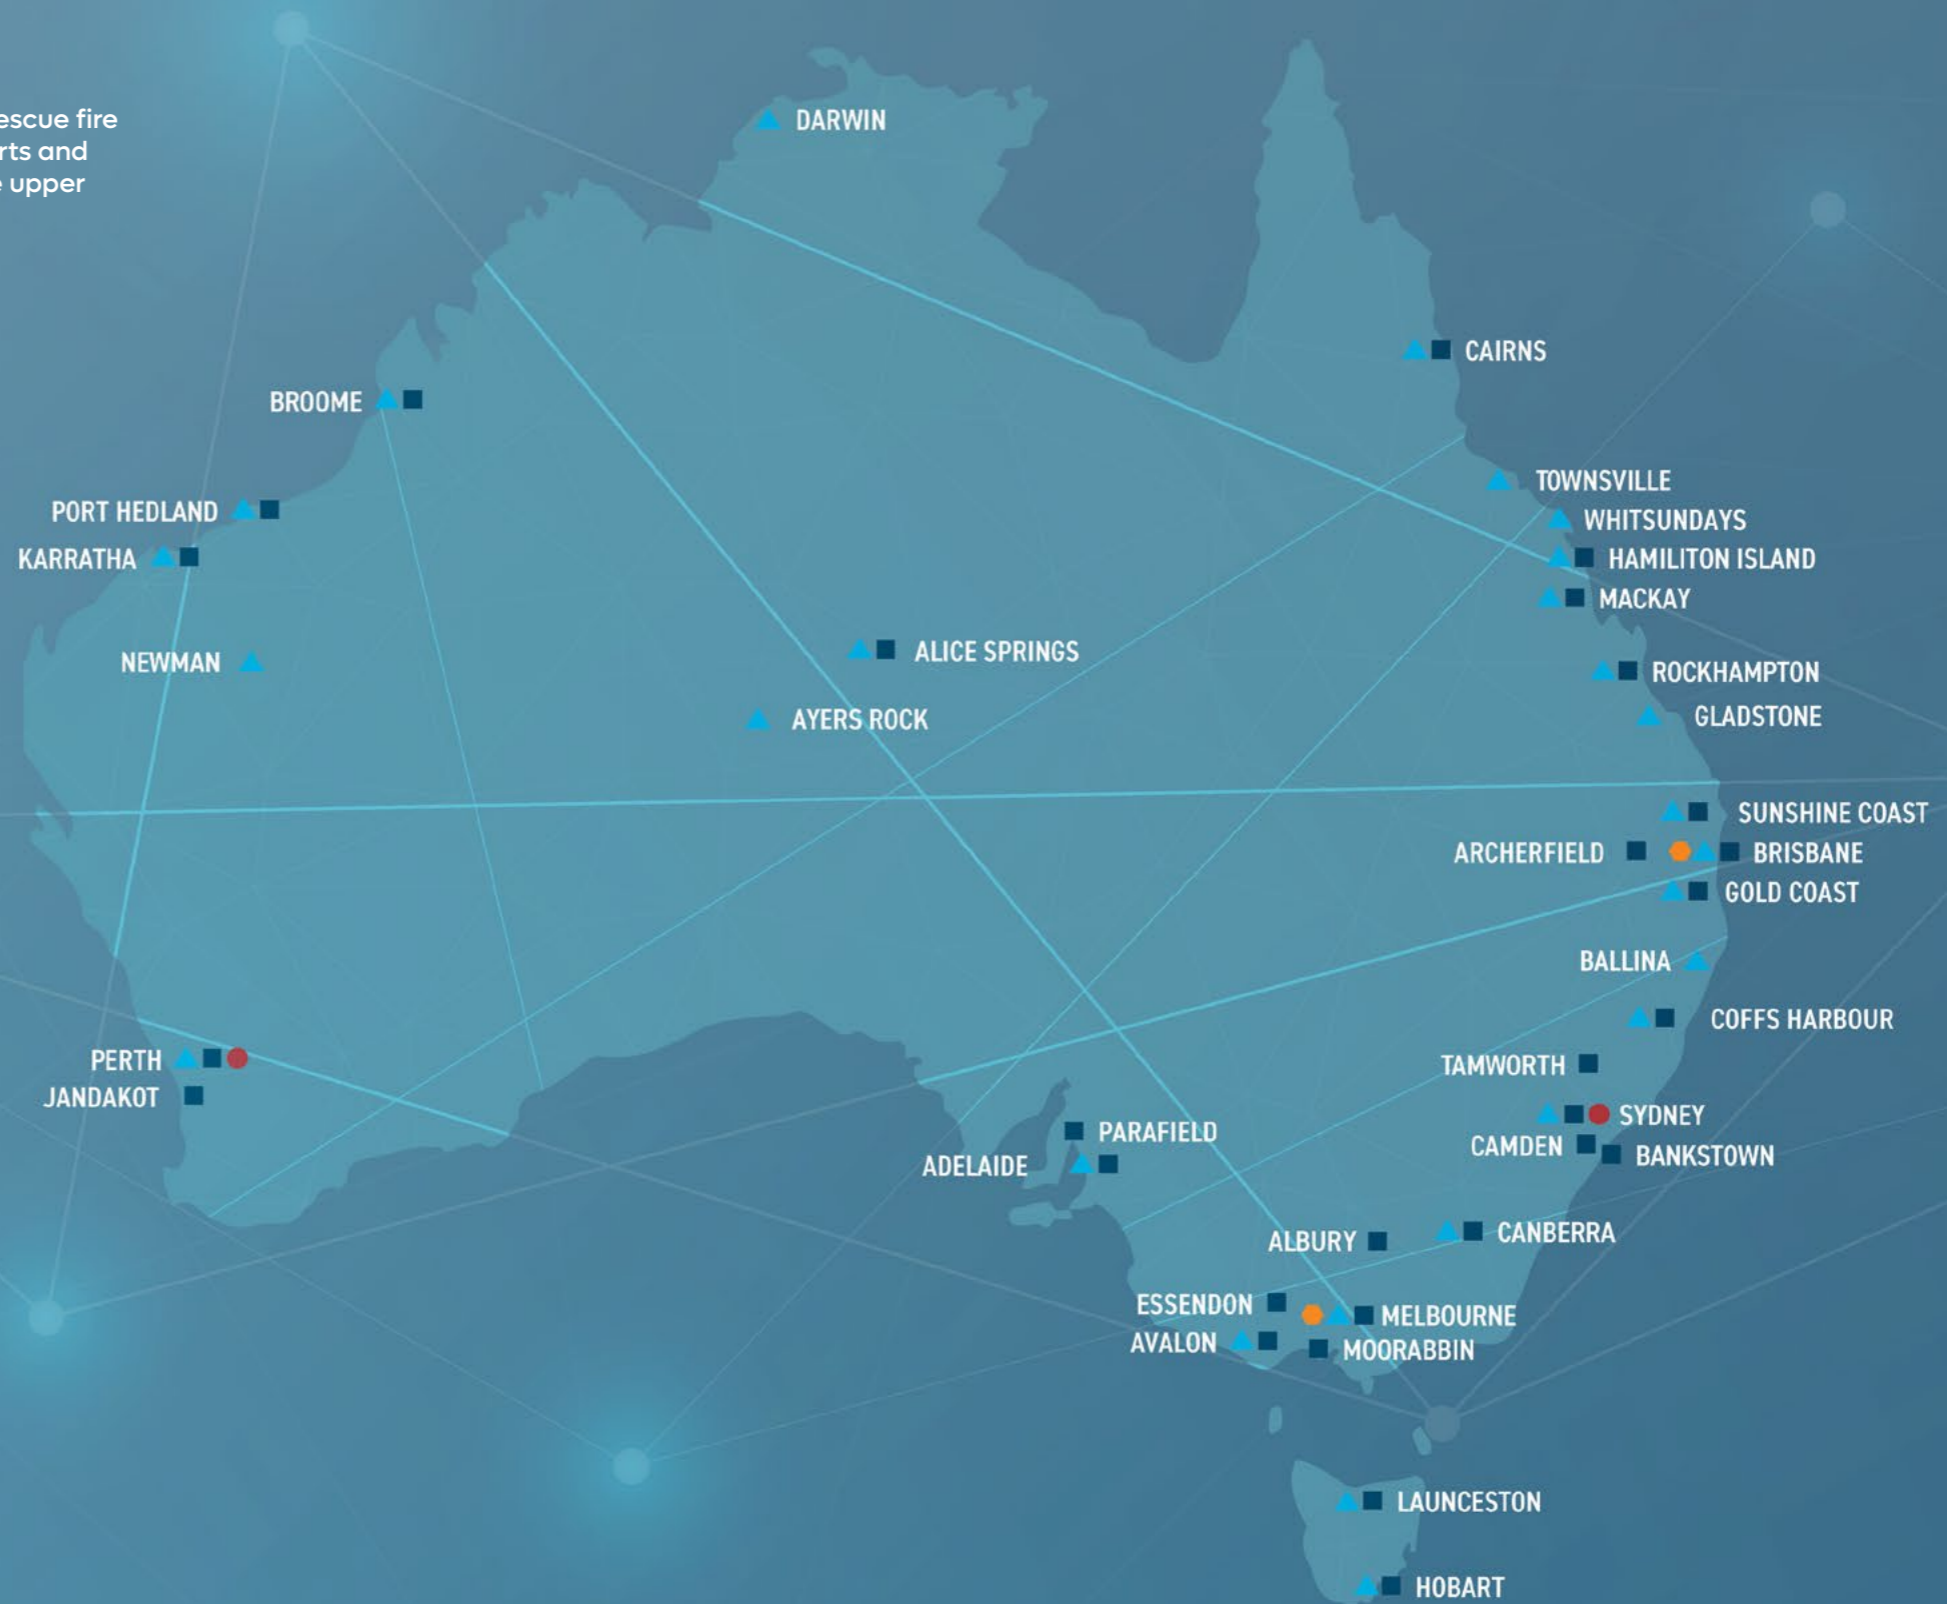 escue fire
rts and
e upper
DARWIN
CAIRNS
BROOME
TOWNSVILLE
PORT HEDLAND
WHITSUNDAYS
KARRATHA
HAMILITON ISLAND
MACKAY
ALICE SPRINGS
NEWMAN
ROCKHAMPTON
AYERS ROCK
GLADSTONE
SUNSHINE COAST
ARCHERFIELD
BRISBANE
GOLD COAST
BALLINA
COFFS HARBOUR
PERTH
TAMWORTH
JANDAKOT
SYDNEY
PARAFIELD
CAMDEN
BANKSTOWN
ADELAIDE
CANBERRA
ALBURY
ESSENDON
MELBOURNE
AVALON
MOORABBIN
LAUNCESTON
HOBART